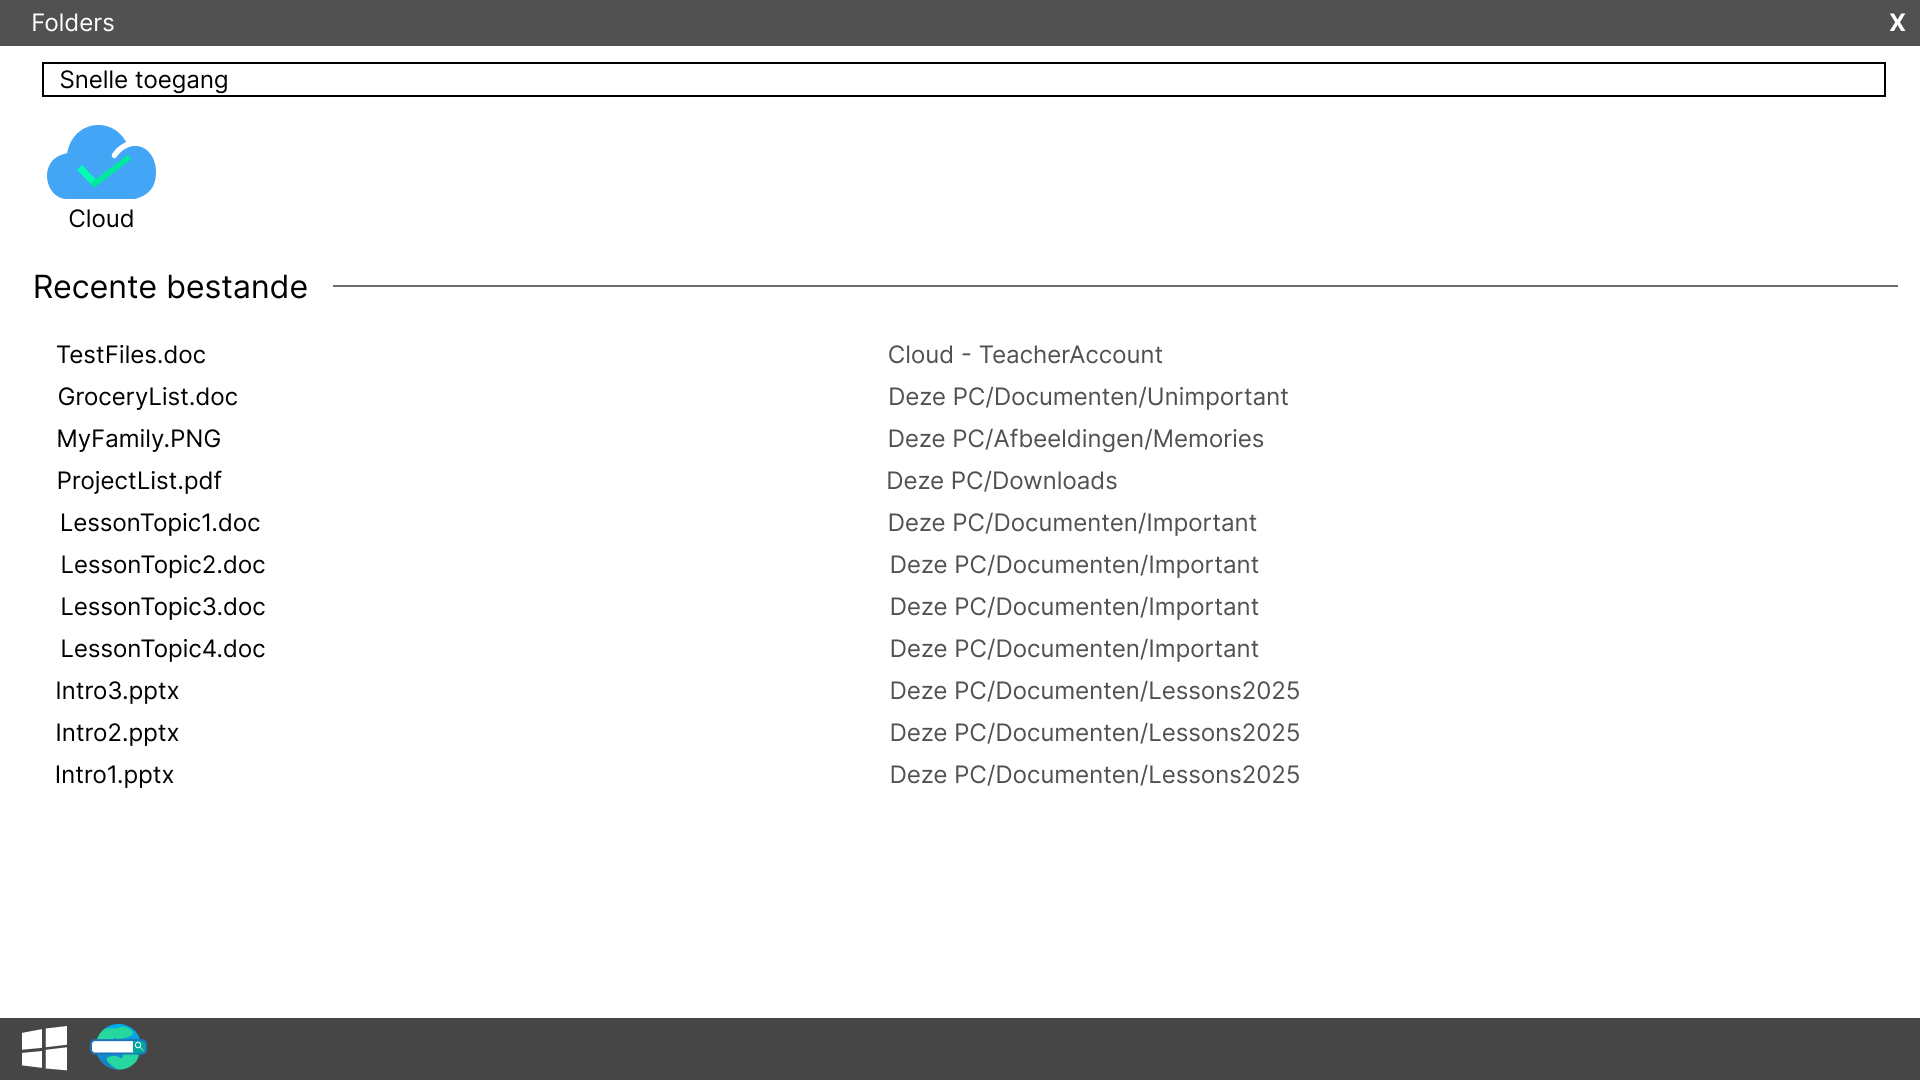 Folders X
Snelle toegang
Cloud
Recente bestande
TestFiles.doc Cloud - TeacherAccount
GroceryList.doc Deze PC/Documenten/Unimportant
MyFamily.PNG Deze PC/Afbeeldingen/Memories
ProjectList.pdf Deze PC/Downloads
LessonTopic1.doc Deze PC/Documenten/Important
LessonTopic2.doc Deze PC/Documenten/Important
LessonTopic3.doc Deze PC/Documenten/Important
LessonTopic4.doc Deze PC/Documenten/Important
Intro3.pptx Deze PC/Documenten/Lessons2025
Intro2.pptx Deze PC/Documenten/Lessons2025
Intro1.pptx Deze PC/Documenten/Lessons2025